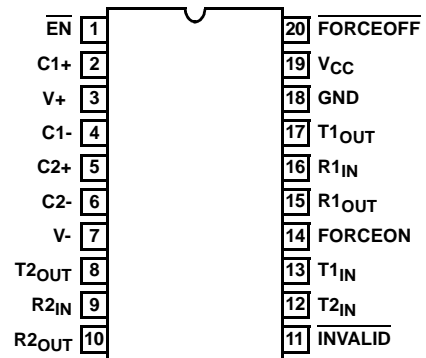 EN 1 20 FORCEOFF
C1+ 2 19 VCC
V+ 3 18 GND
C1- 4 17 T1OUT
C2+ 5 16 R1IN
C2- 6 15 R1OUT
V- 7 14 FORCEON
T2OUT 8 13 T1IN
R2IN 9 12 T2IN
R2OUT 10 11 INVALID